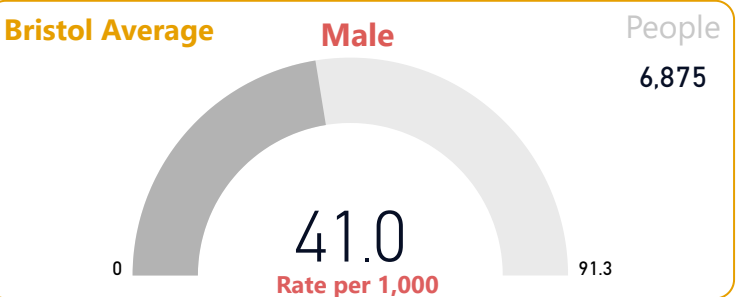 Bristol Average
Male
People
6,875
41.0
0
91.3
Rate per 1,000